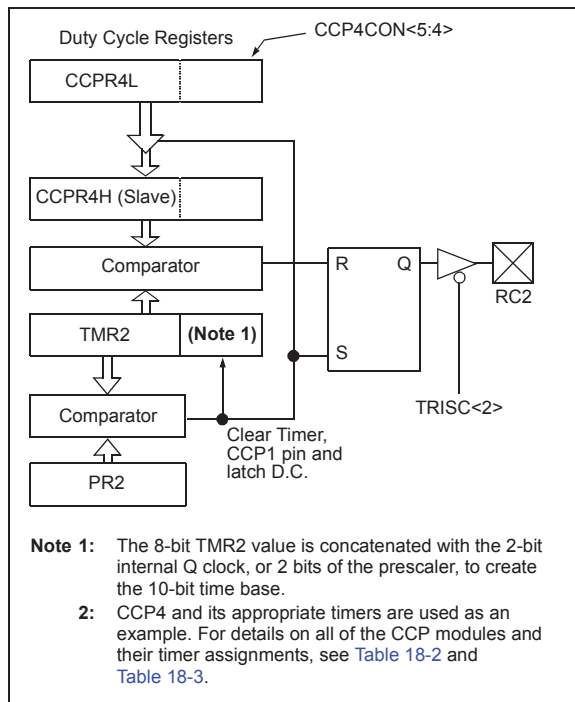 Duty Cycle Registers
CCP4CON<5:4>
CCPR4L
CCPR4H (Slave)
Comparator
R
Q
RC2
TMR2
(Note 1)
S
TRISC<2>
Comparator
Clear Timer,
CCP1 pin and
latch D.C.
PR2
Note 1: The 8-bit TMR2 value is concatenated with the 2-bit
internal Q clock, or 2 bits of the prescaler, to create
the 10-bit time base.
2: CCP4 and its appropriate timers are used as an
example. For details on all of the CCP modules and
their timer assignments, see Table 18-2 and
Table 18-3.